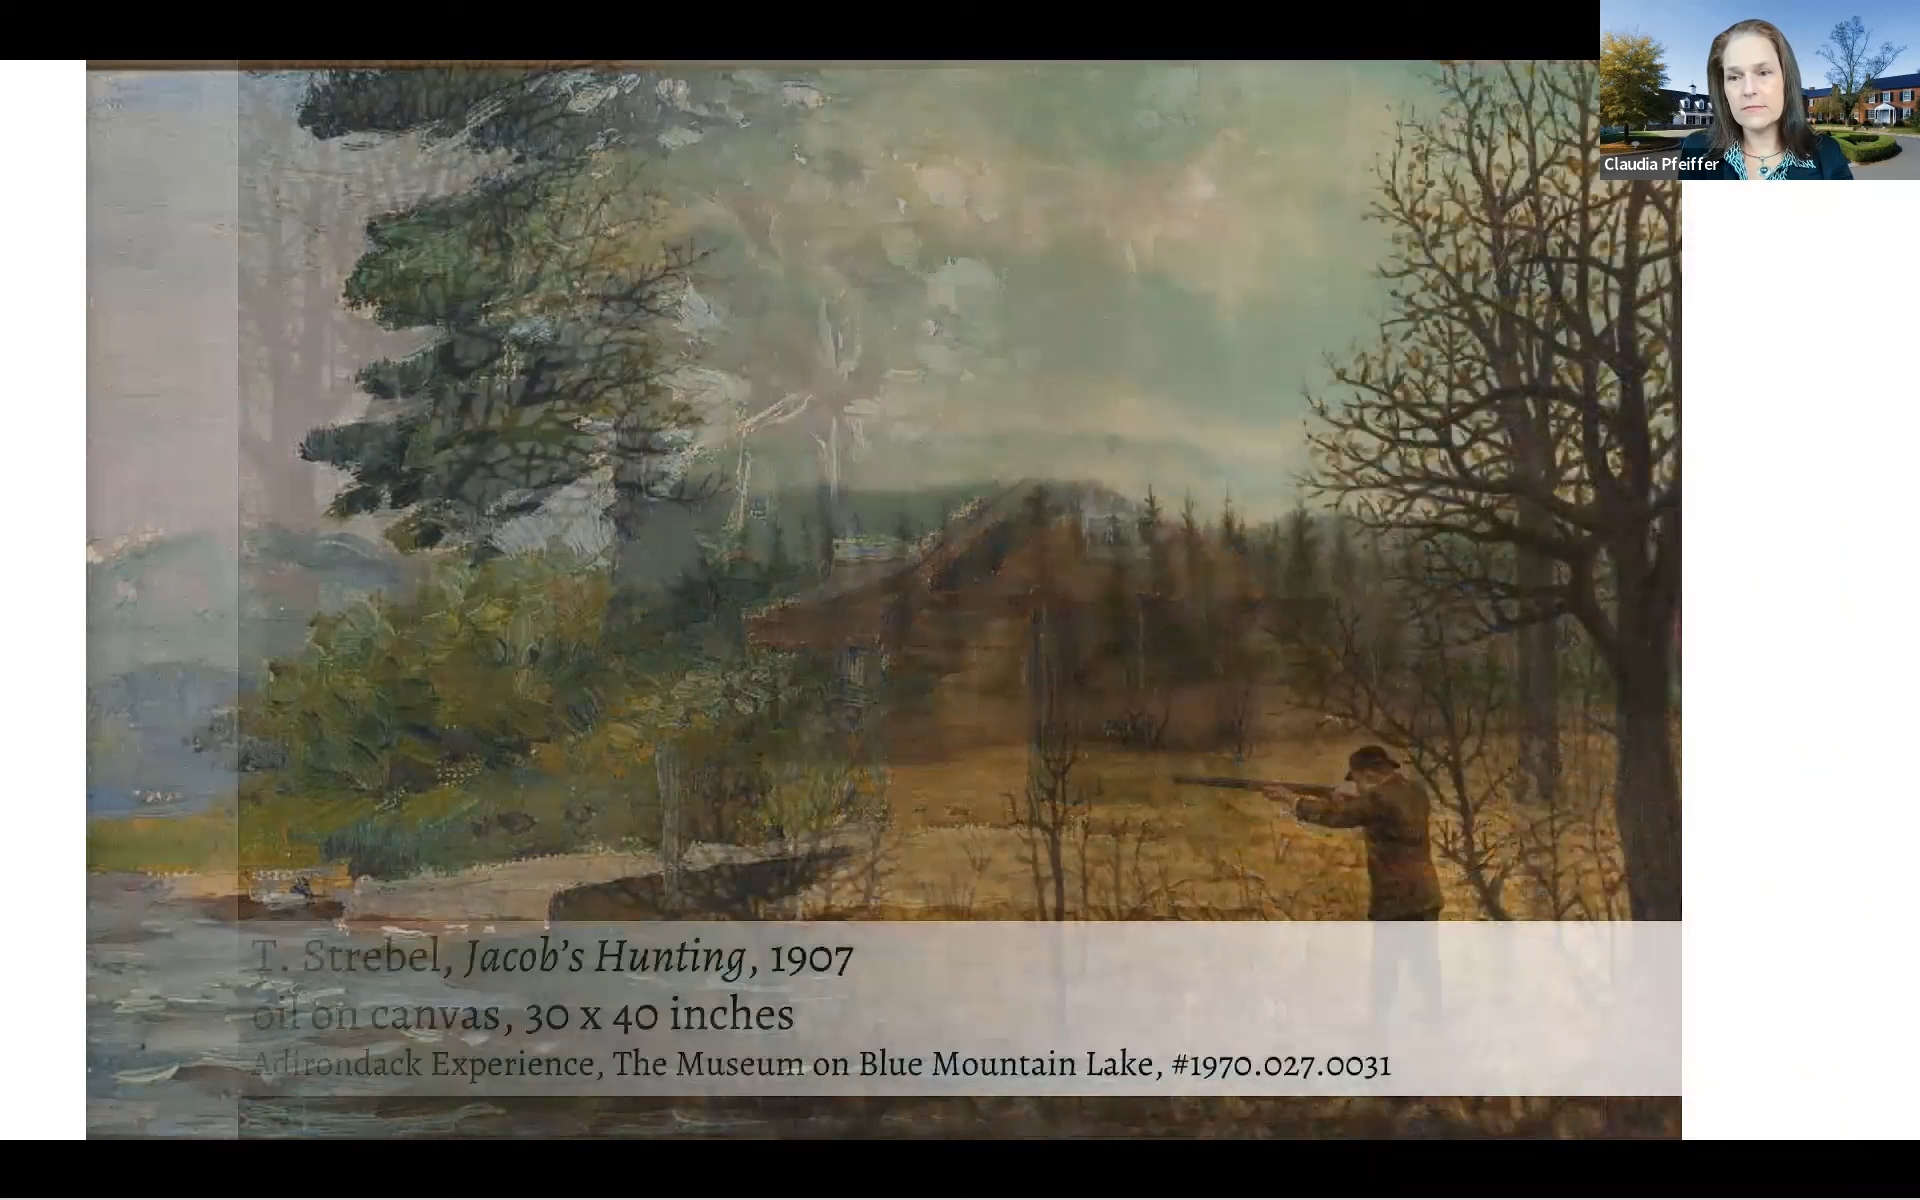 Claudia Pfeiffer
T. Strebel, Jacob's Hunting, 1907
oil on canvas, 30 x 40 inches
Adirondack Experience, The Museum on Blue Mountain Lake, #1970.027.0031